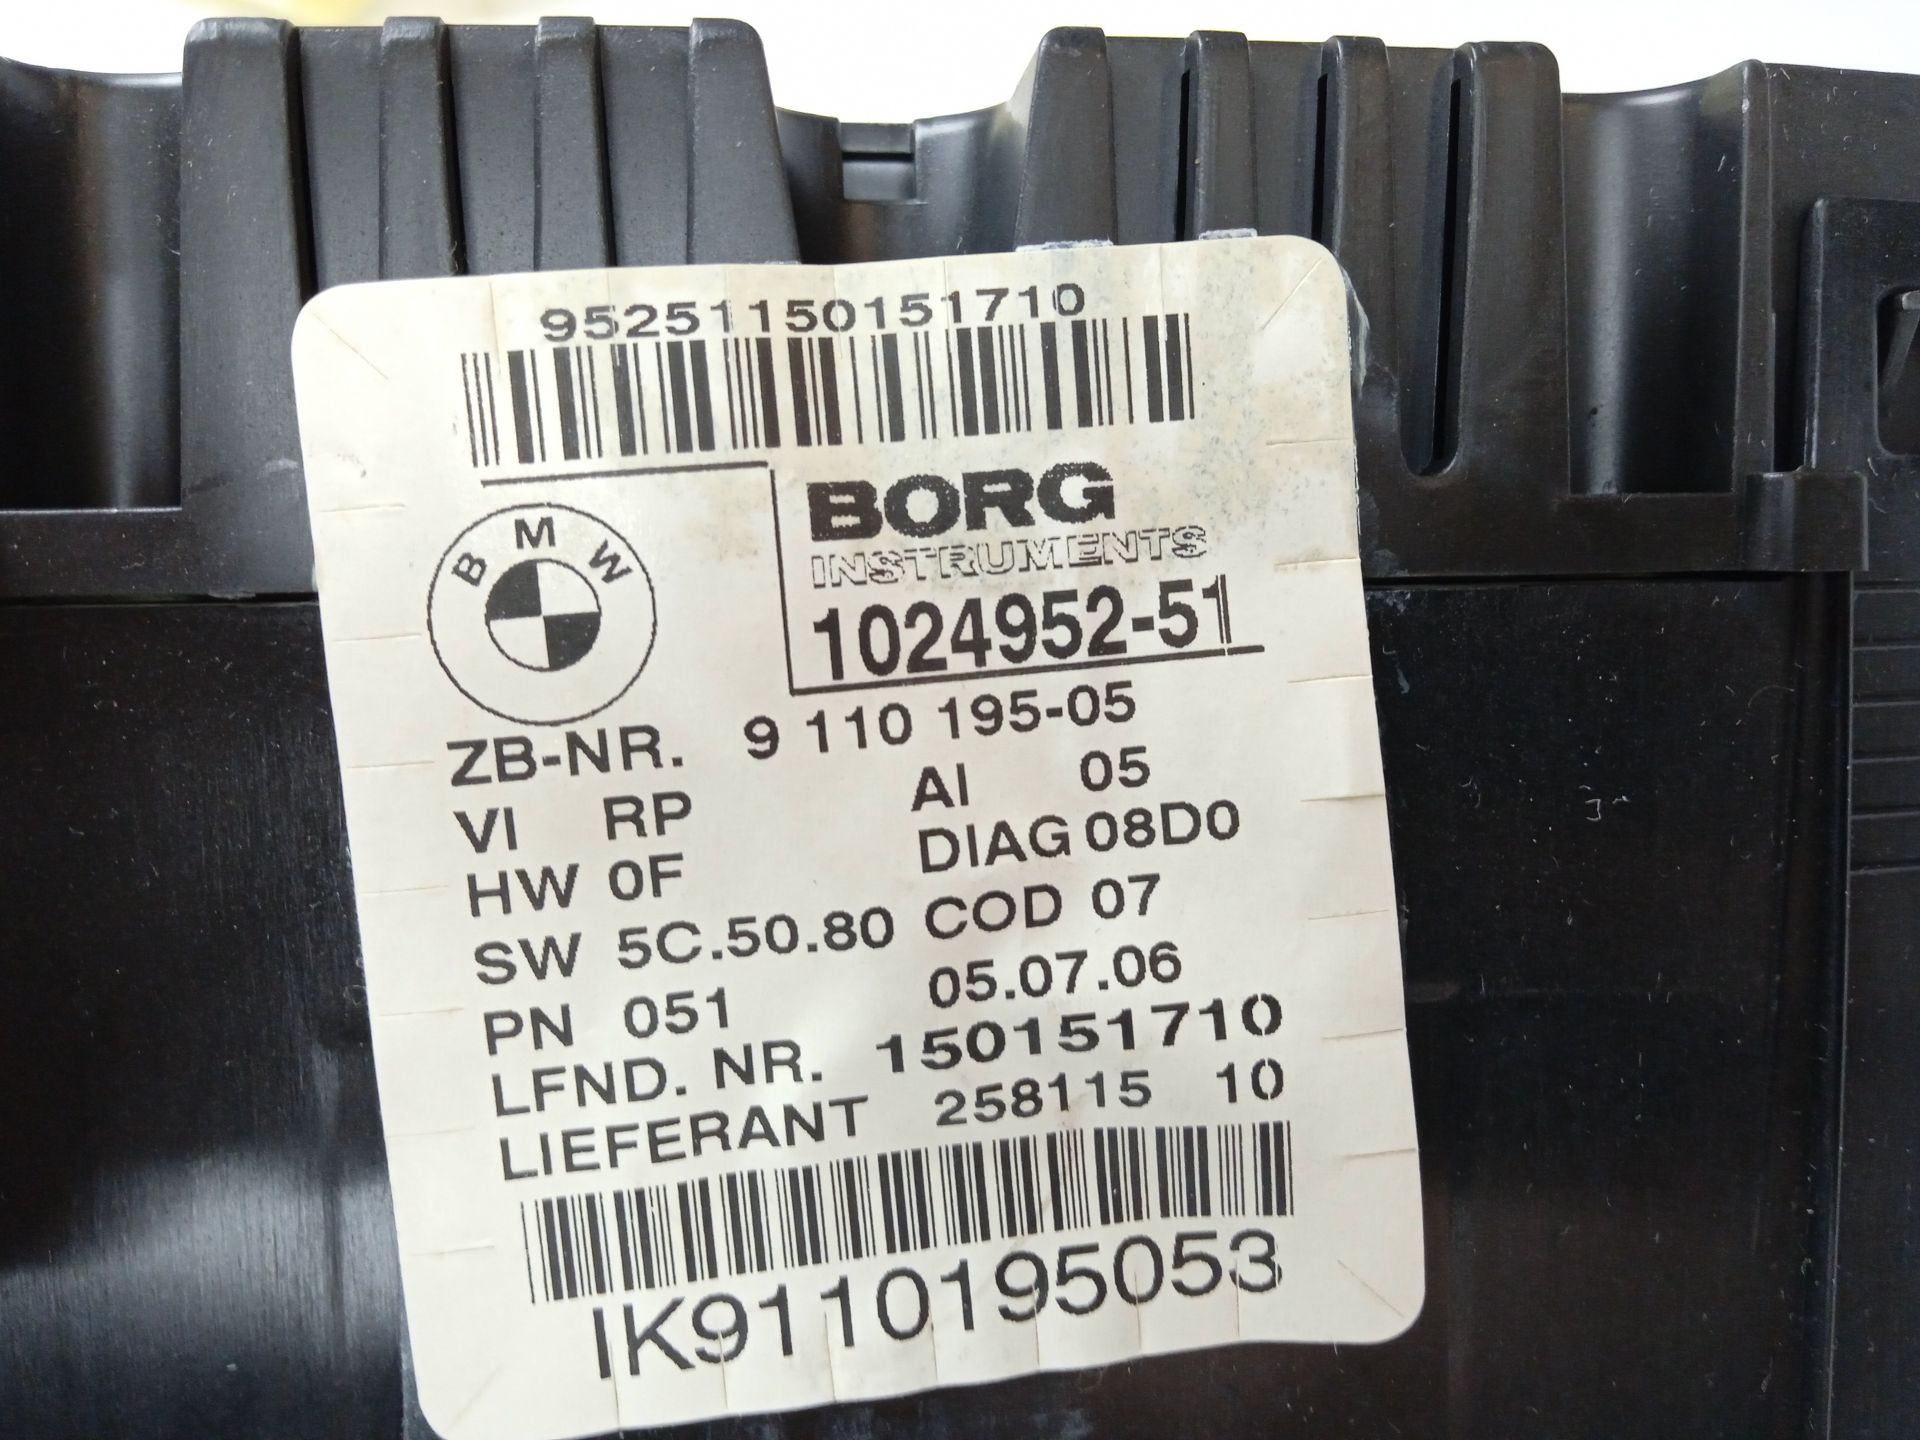 95251150151710
BORG
INSTRUMENTS
1024952-51
BMW
ZB-NR. 9 110 195-05
VI RP AI 05
HW 0F DIAG 08D0
SW 5C.50.80 COD 07
PN 051 05.07.06
LFND. NR. 150151710
LIEFERANT 258115 10
IK9110195053